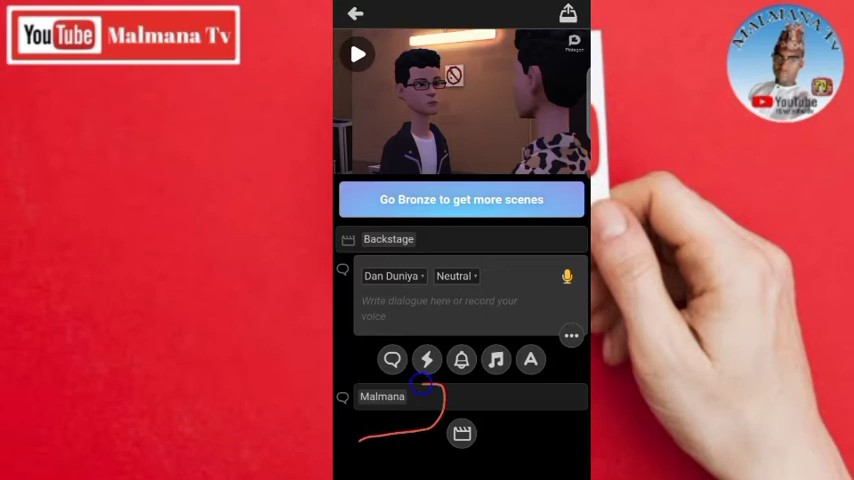 YouTube Malmana Tv
MALMANA TV
YouTube
Plotagon
Go Bronze to get more scenes
Backstage
Dan Duniya
Neutral
Write dialogue here or record your
voice
A
Malmana